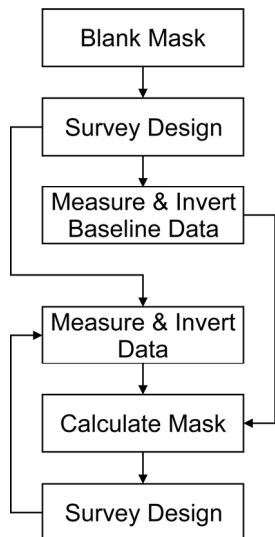 Blank Mask
Survey Design
Measure & Invert
Baseline Data
Measure & Invert
Data
Calculate Mask
Survey Design